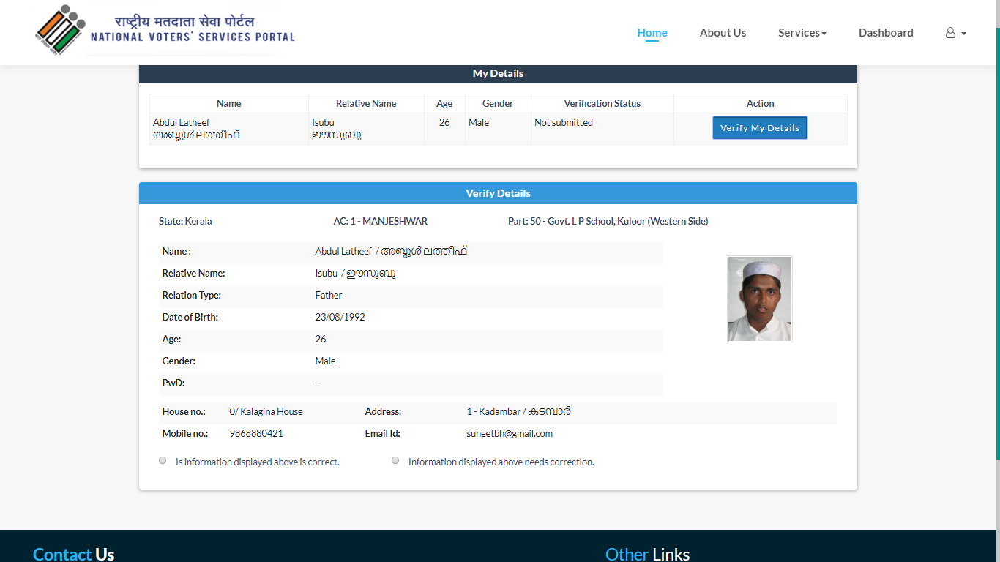 राष्ट्रीय मतदाता सेवा पोर्टल
NATIONAL VOTERS' SERVICES PORTAL
Home About Us Services Dashboard
My Details
Name Relative Name Age Gender Verification Status Action
Abdul Latheef Isubu 26 Male Not submitted Verify My Details
അബ്ദുൾ ലത്തീഫ് ഈസുബു
Verify Details
State: Kerala AC: 1 - MANJESHWAR Part: 50 - Govt. L P School, Kuloor (Western Side)
Name : Abdul Latheef / അബ്ദുൾ ലത്തീഫ്
Relative Name: Isubu / ഈസുബു
Relation Type: Father
Date of Birth: 23/08/1992
Age: 26
Gender: Male
PwD: -
House no.: 0/ Kalagina House Address: 1 - Kadambar / കടമ്പാർ
Mobile no.: 9868880421 Email Id: suneetbh@gmail.com
Is information displayed above is correct. Information displayed above needs correction.
Contact Us Other Links